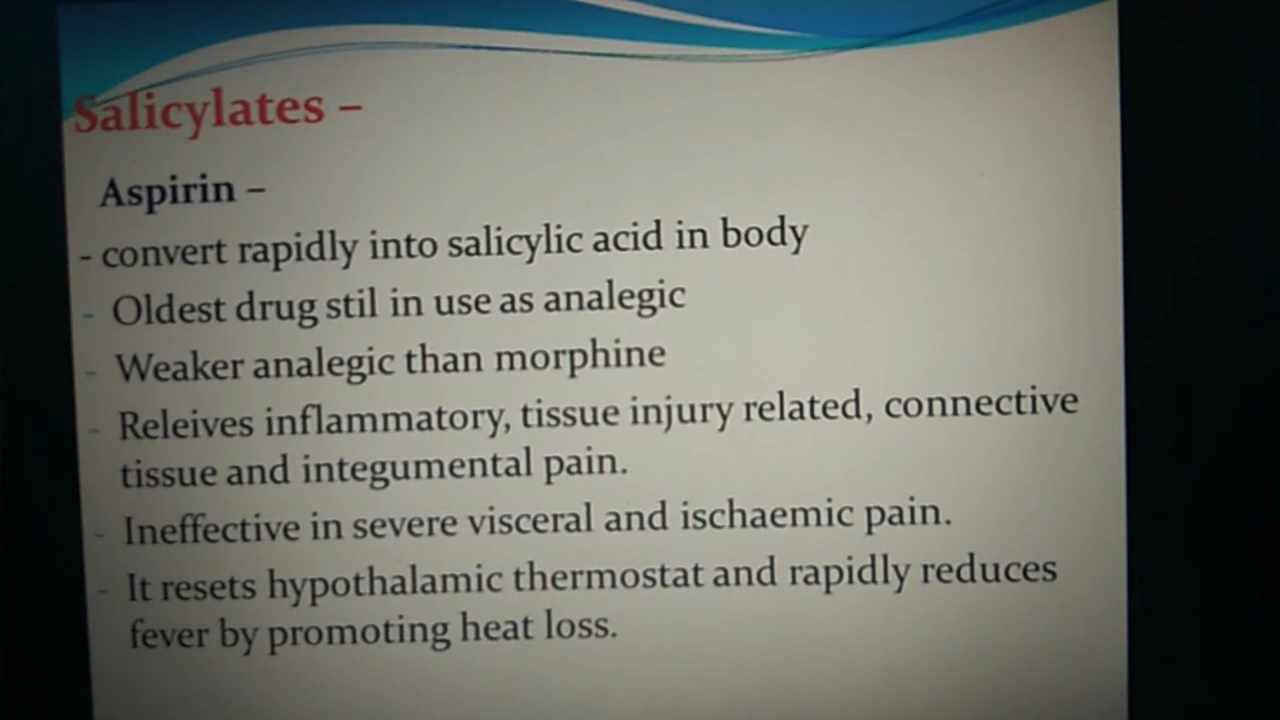 Salicylates –
Aspirin –
- convert rapidly into salicylic acid in body
- Oldest drug stil in use as analegic
- Weaker analegic than morphine
- Releives inflammatory, tissue injury related, connective
tissue and integumental pain.
- Ineffective in severe visceral and ischaemic pain.
- It resets hypothalamic thermostat and rapidly reduces
fever by promoting heat loss.